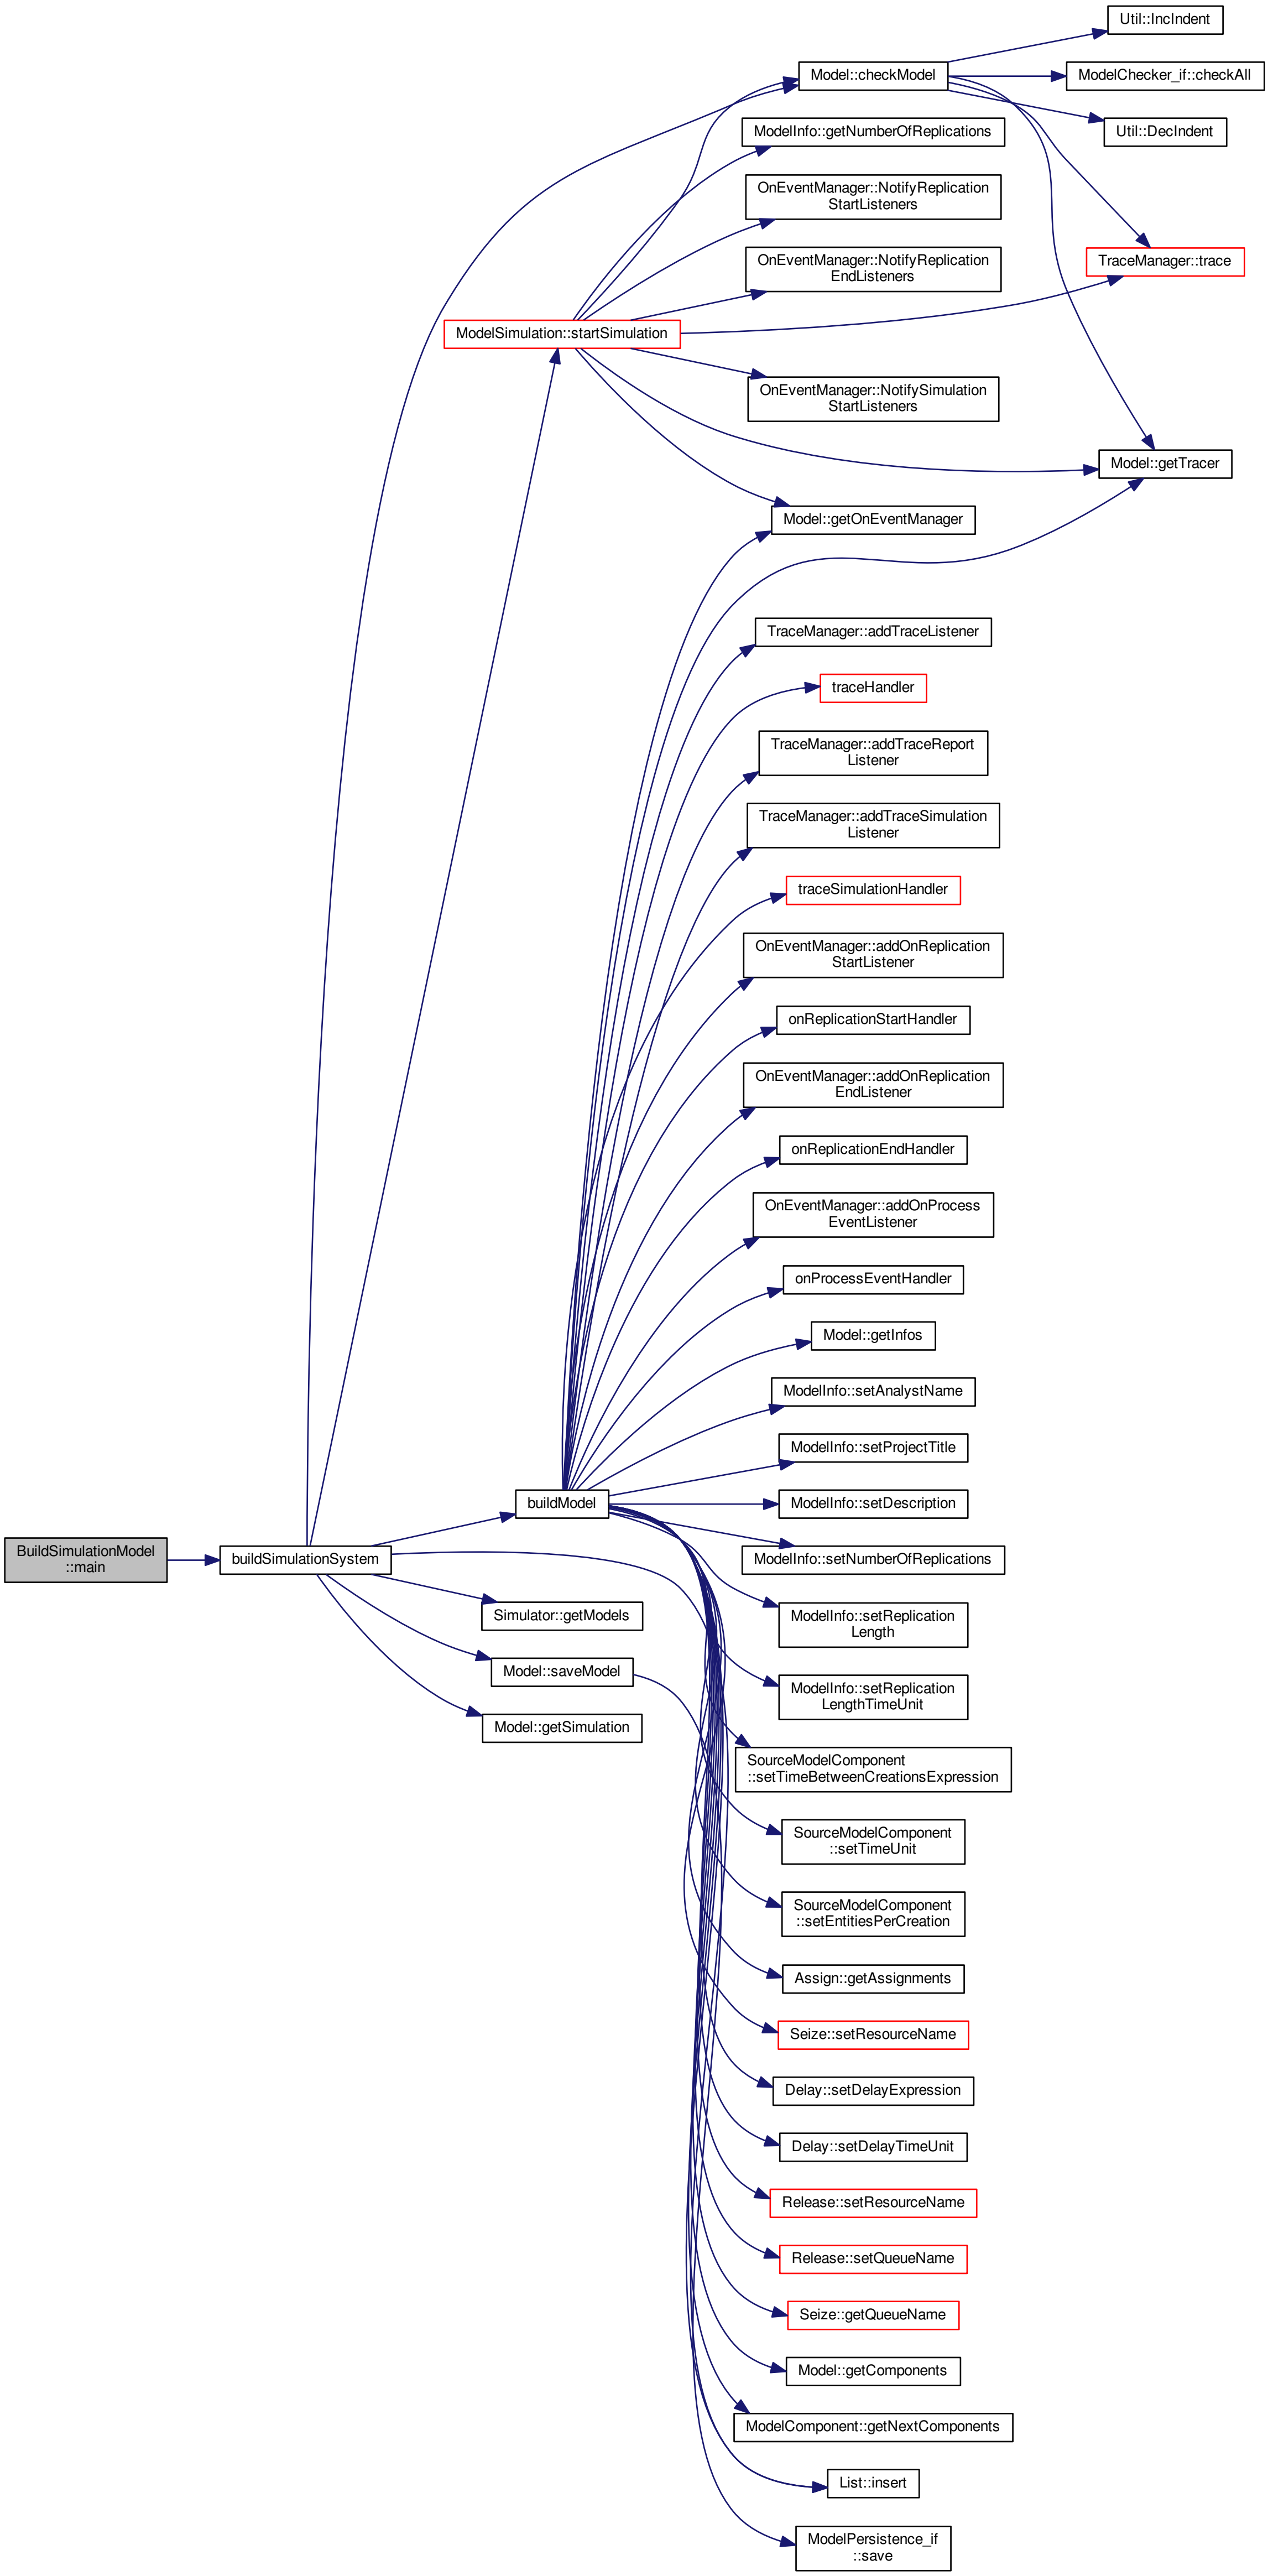 Util::IncIndent
Model::checkModel
ModelChecker_if::checkAll
ModelInfo::getNumberOfReplications
Util::DecIndent
OnEventManager::NotifyReplication
StartListeners
OnEventManager::NotifyReplication
EndListeners
TraceManager::trace
ModelSimulation::startSimulation
OnEventManager::NotifySimulation
StartListeners
Model::getTracer
Model::getOnEventManager
TraceManager::addTraceListener
traceHandler
TraceManager::addTraceReport
Listener
TraceManager::addTraceSimulation
Listener
traceSimulationHandler
OnEventManager::addOnReplication
StartListener
onReplicationStartHandler
OnEventManager::addOnReplication
EndListener
onReplicationEndHandler
OnEventManager::addOnProcess
EventListener
onProcessEventHandler
Model::getInfos
ModelInfo::setAnalystName
ModelInfo::setProjectTitle
buildModel
ModelInfo::setDescription
BuildSimulationModel
::main
buildSimulationSystem
ModelInfo::setNumberOfReplications
Simulator::getModels
ModelInfo::setReplication
Length
Model::saveModel
ModelInfo::setReplication
LengthTimeUnit
Model::getSimulation
SourceModelComponent
::setTimeBetweenCreationsExpression
SourceModelComponent
::setTimeUnit
SourceModelComponent
::setEntitiesPerCreation
Assign::getAssignments
Seize::setResourceName
Delay::setDelayExpression
Delay::setDelayTimeUnit
Release::setResourceName
Release::setQueueName
Seize::getQueueName
Model::getComponents
ModelComponent::getNextComponents
List::insert
ModelPersistence_if
::save